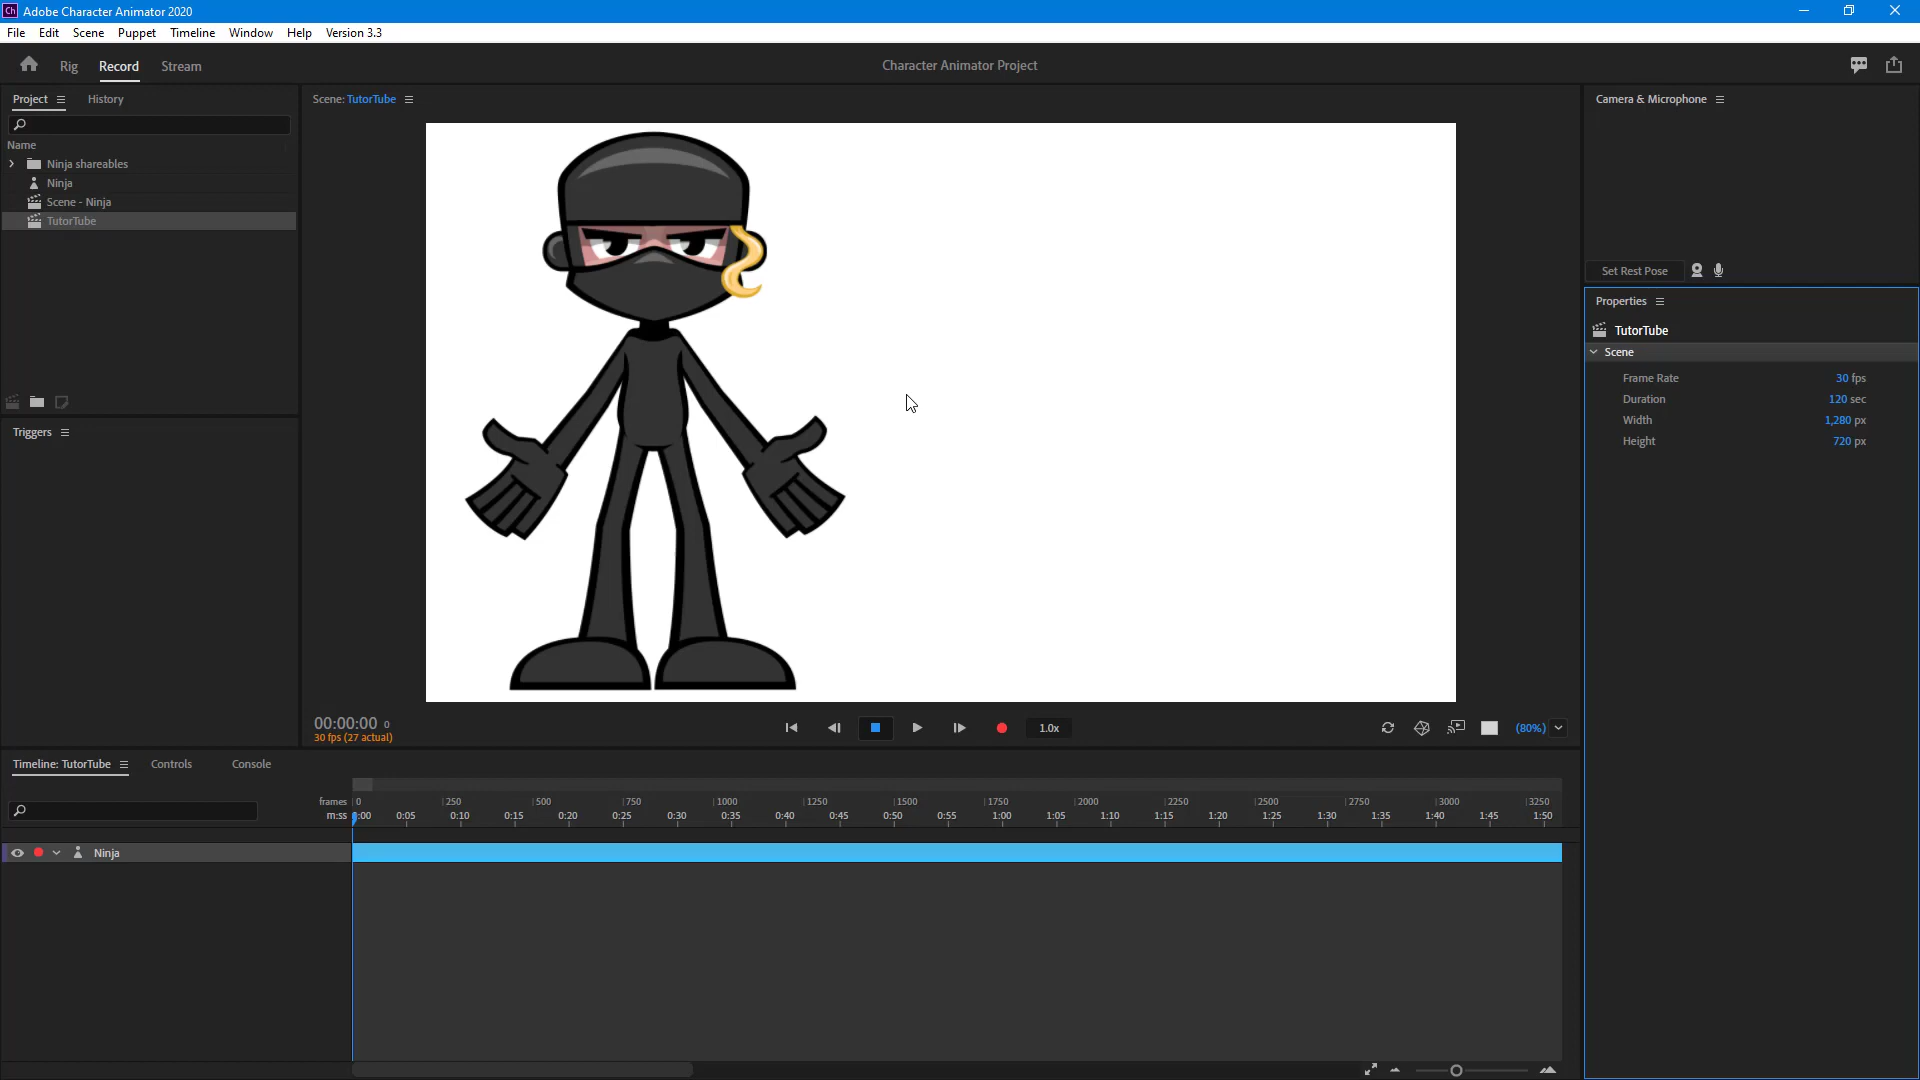 Ch Adobe Character Animator 2020
File Edit Scene Puppet Timeline Window Help Version 3.3
Rig Record Stream Character Animator Project
Project History
Name
Ninja shareables
Ninja
Scene - Ninja
TutorTube
Triggers
Scene: TutorTube
00:00:00 0
30 fps (27 actual)
1.0x
(80%)
Camera & Microphone
Set Rest Pose
Properties
TutorTube
Scene
Frame Rate 30 fps
Duration 120 sec
Width 1,280 px
Height 720 px
Timeline: TutorTube Controls Console
frames 0 250 500 750 1000 1250 1500 1750 2000 2250 2500 2750 3000 3250
m:ss 0:00 0:05 0:10 0:15 0:20 0:25 0:30 0:35 0:40 0:45 0:50 0:55 1:00 1:05 1:10 1:15 1:20 1:25 1:30 1:35 1:40 1:45 1:50
Ninja